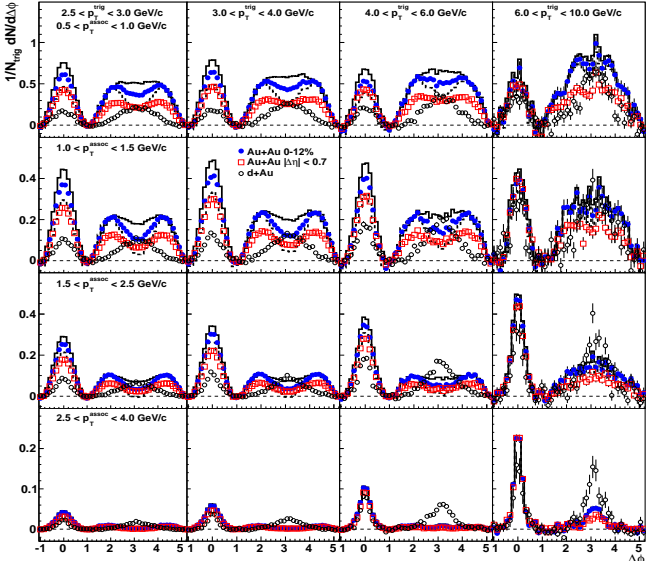 2.5 < p_T^trig < 3.0 GeV/c
0.5 < p_T^assoc < 1.0 GeV/c
3.0 < p_T^trig < 4.0 GeV/c
4.0 < p_T^trig < 6.0 GeV/c
6.0 < p_T^trig < 10.0 GeV/c
1/N_trig dN/dΔϕ
1
0.5
0
1.0 < p_T^assoc < 1.5 GeV/c
Au+Au 0-12%
Au+Au |Δη| < 0.7
d+Au
0.4
0.2
0
1.5 < p_T^assoc < 2.5 GeV/c
0.4
0.2
0
2.5 < p_T^assoc < 4.0 GeV/c
0.2
0.1
0
-1 0 1 2 3 4 5
1 0 1 2 3 4 5
1 0 1 2 3 4 5
1 0 1 2 3 4 5
Δϕ